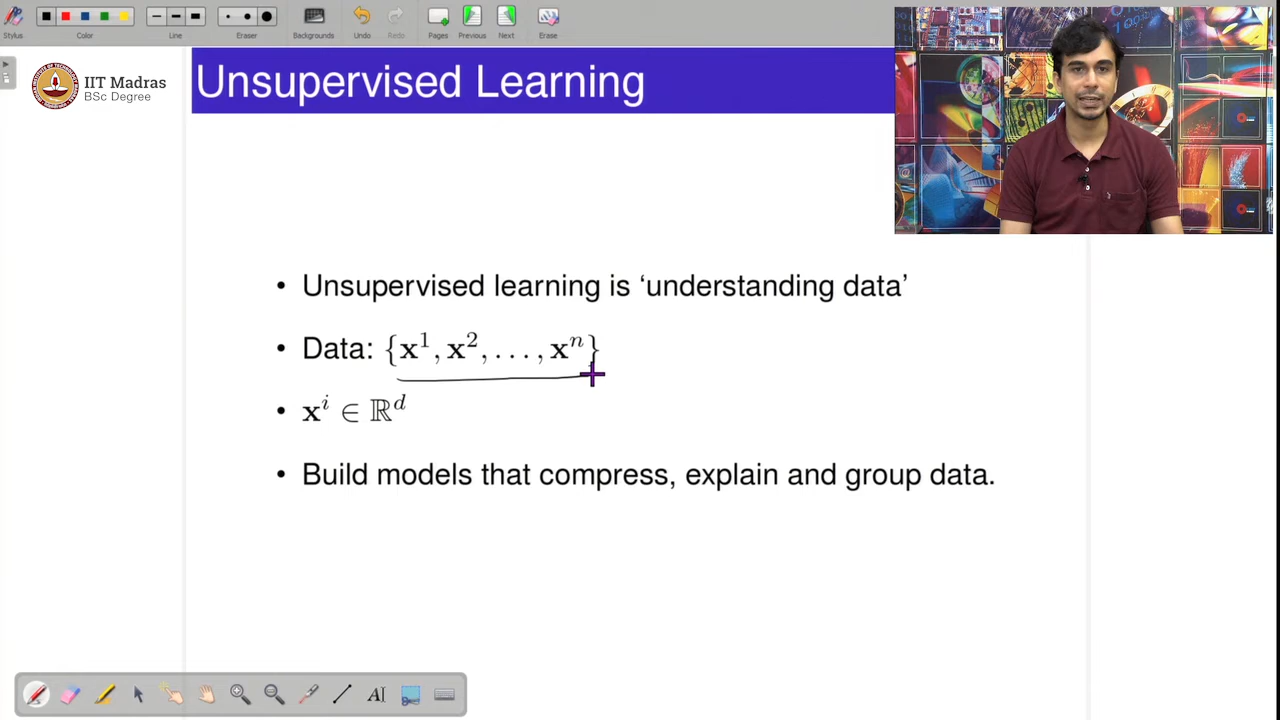 Stylus
Color
Line
Eraser
Backgrounds
Undo
Redo
Pages
Previous
Next
Erase
IIT Madras
BSc Degree
Unsupervised Learning
• Unsupervised learning is ‘understanding data’
• Data: {x¹, x², . . . , xⁿ}
• xⁱ ∈ ℝᵈ
• Build models that compress, explain and group data.